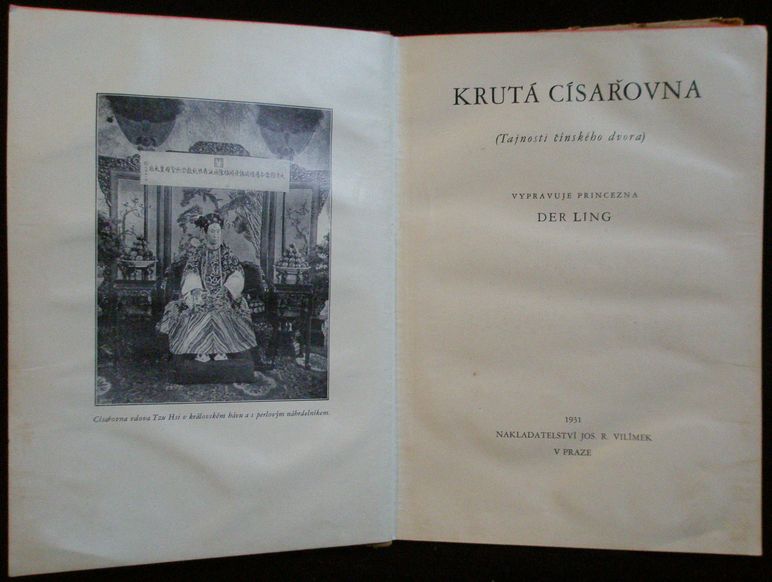 Císařovna vdova Tzu Hsi v královském hávu a s perlovým náhrdelníkem.
KRUTÁ CÍSAŘOVNA
(Tajnosti čínského dvora)
VYPRAVUJE PRINCEZNA
DER LING
1931
NAKLADATELSTVÍ JOS. R. VILÍMEK
V PRAZE